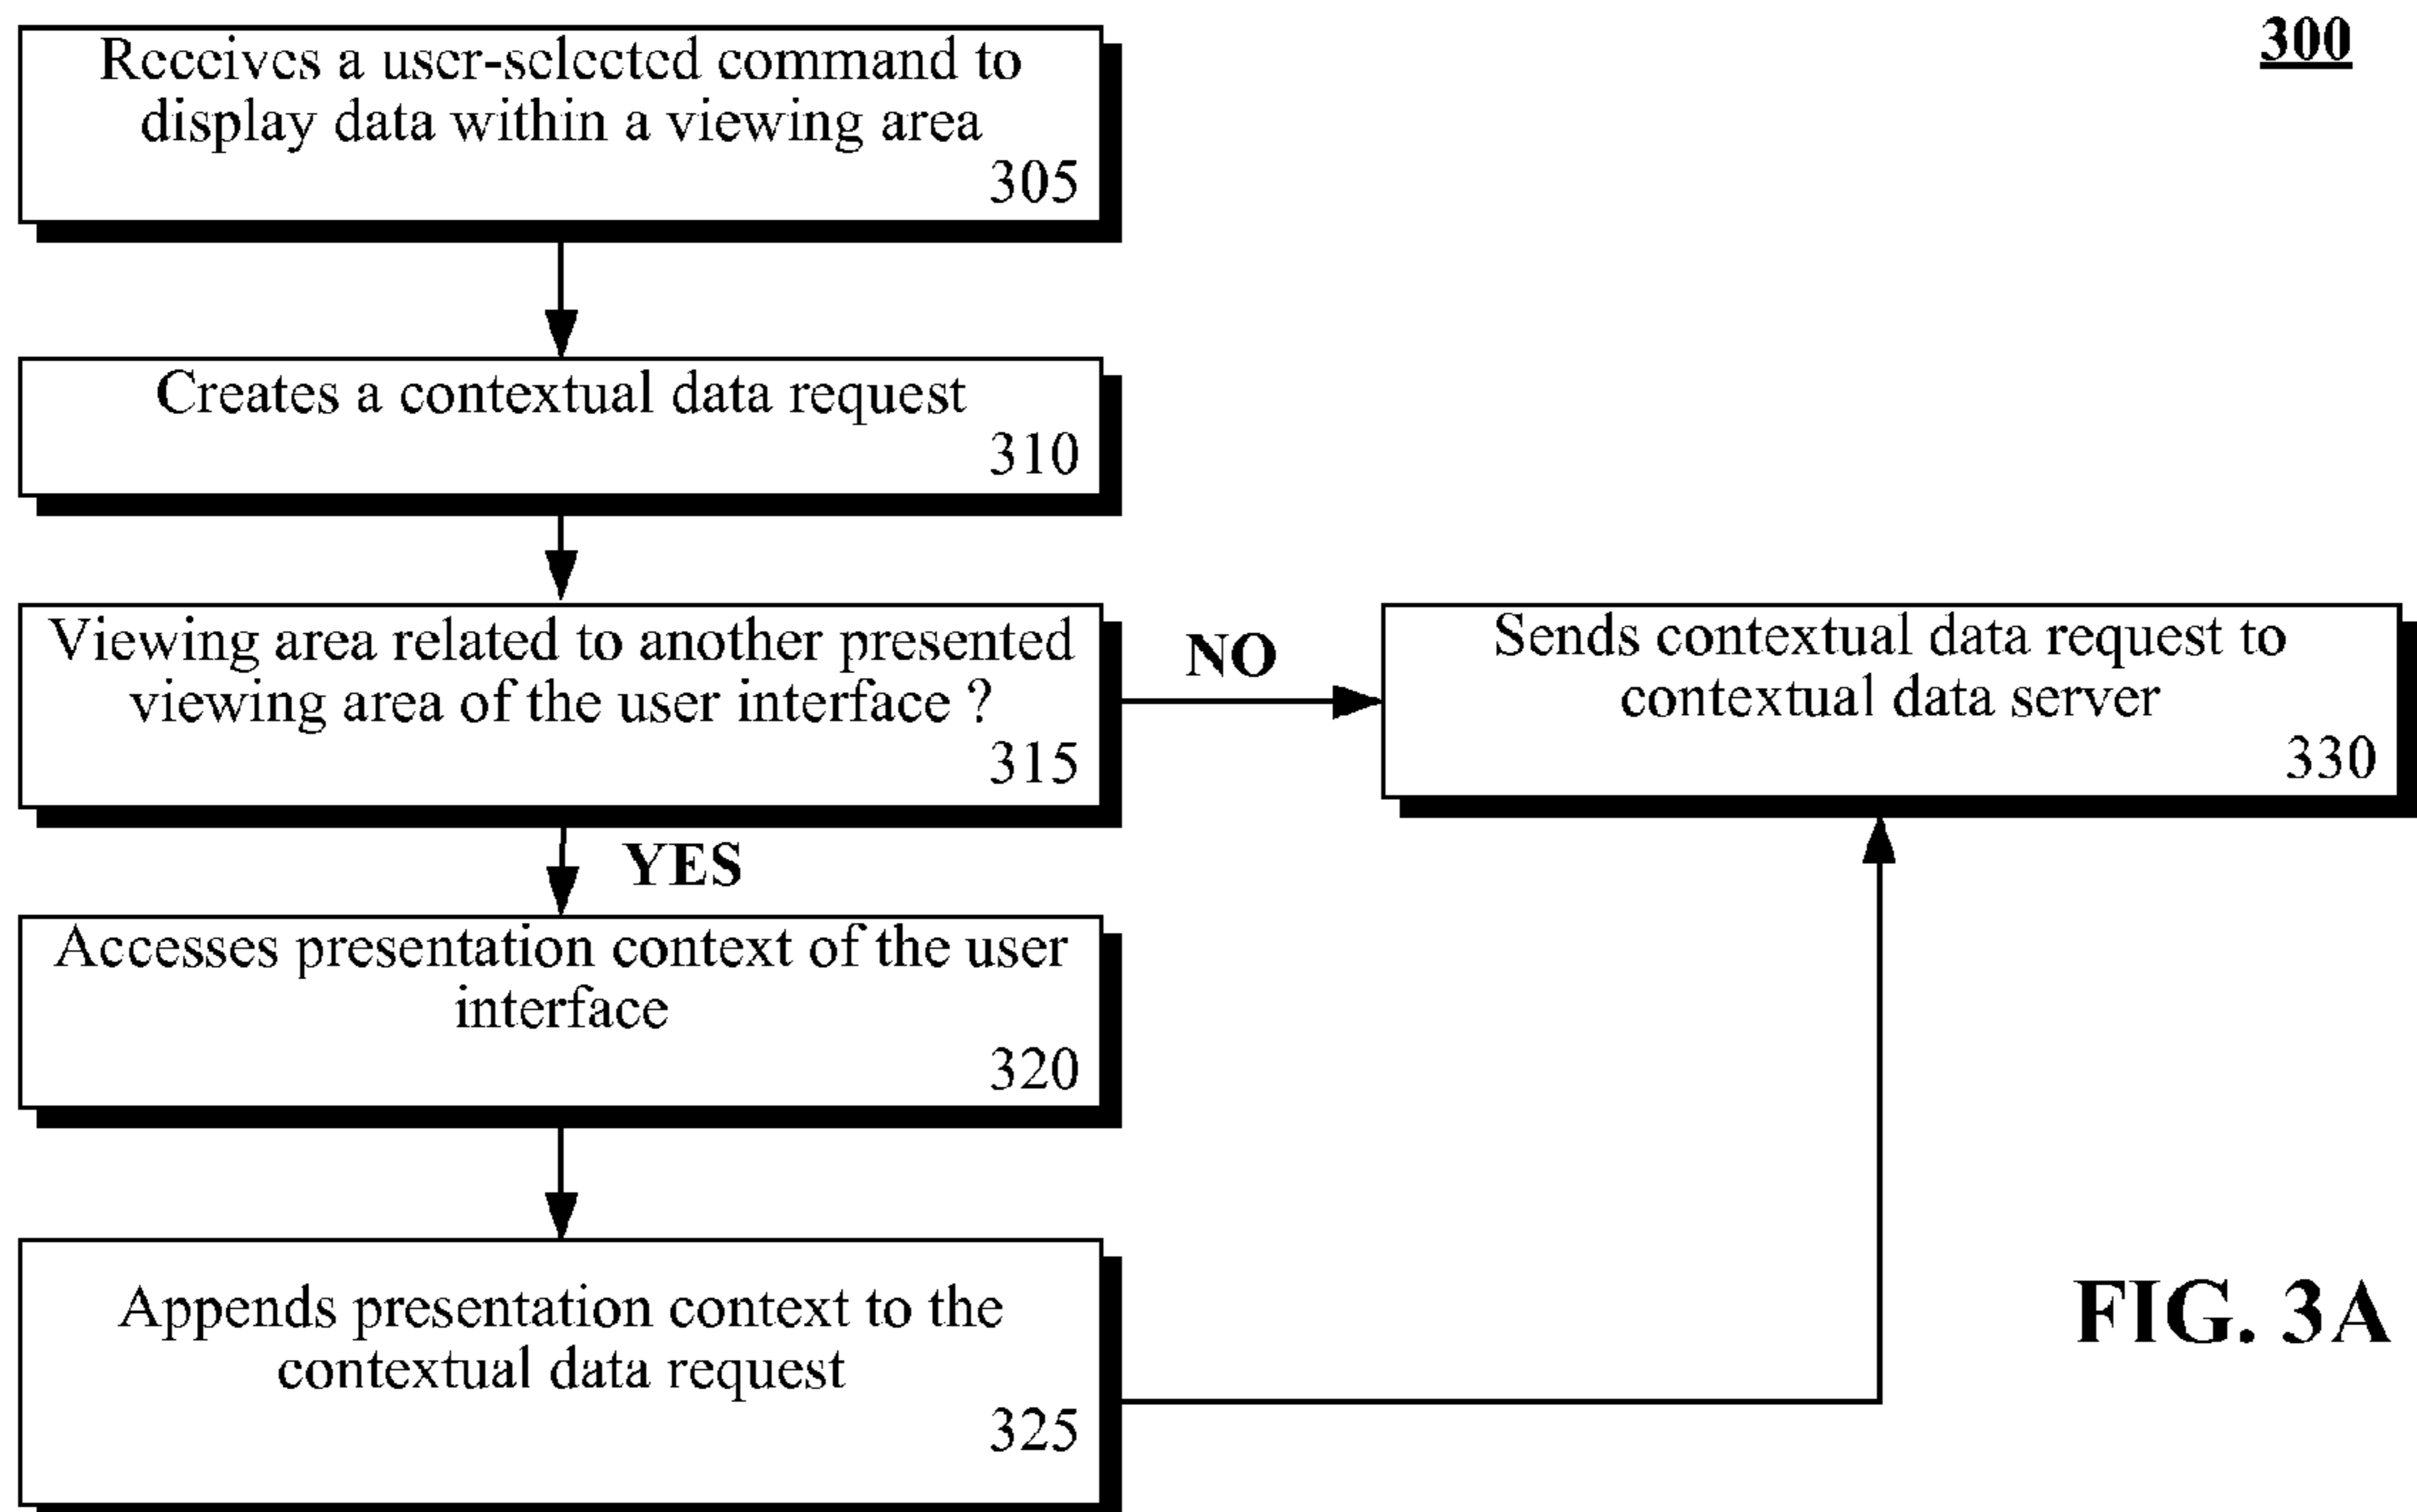 300
Receives a user-selected command to
display data within a viewing area
305
Creates a contextual data request
310
Viewing area related to another presented
viewing area of the user interface ?
315
NO
Sends contextual data request to
contextual data server
330
YES
Accesses presentation context of the user
interface
320
Appends presentation context to the
contextual data request
325
FIG. 3A